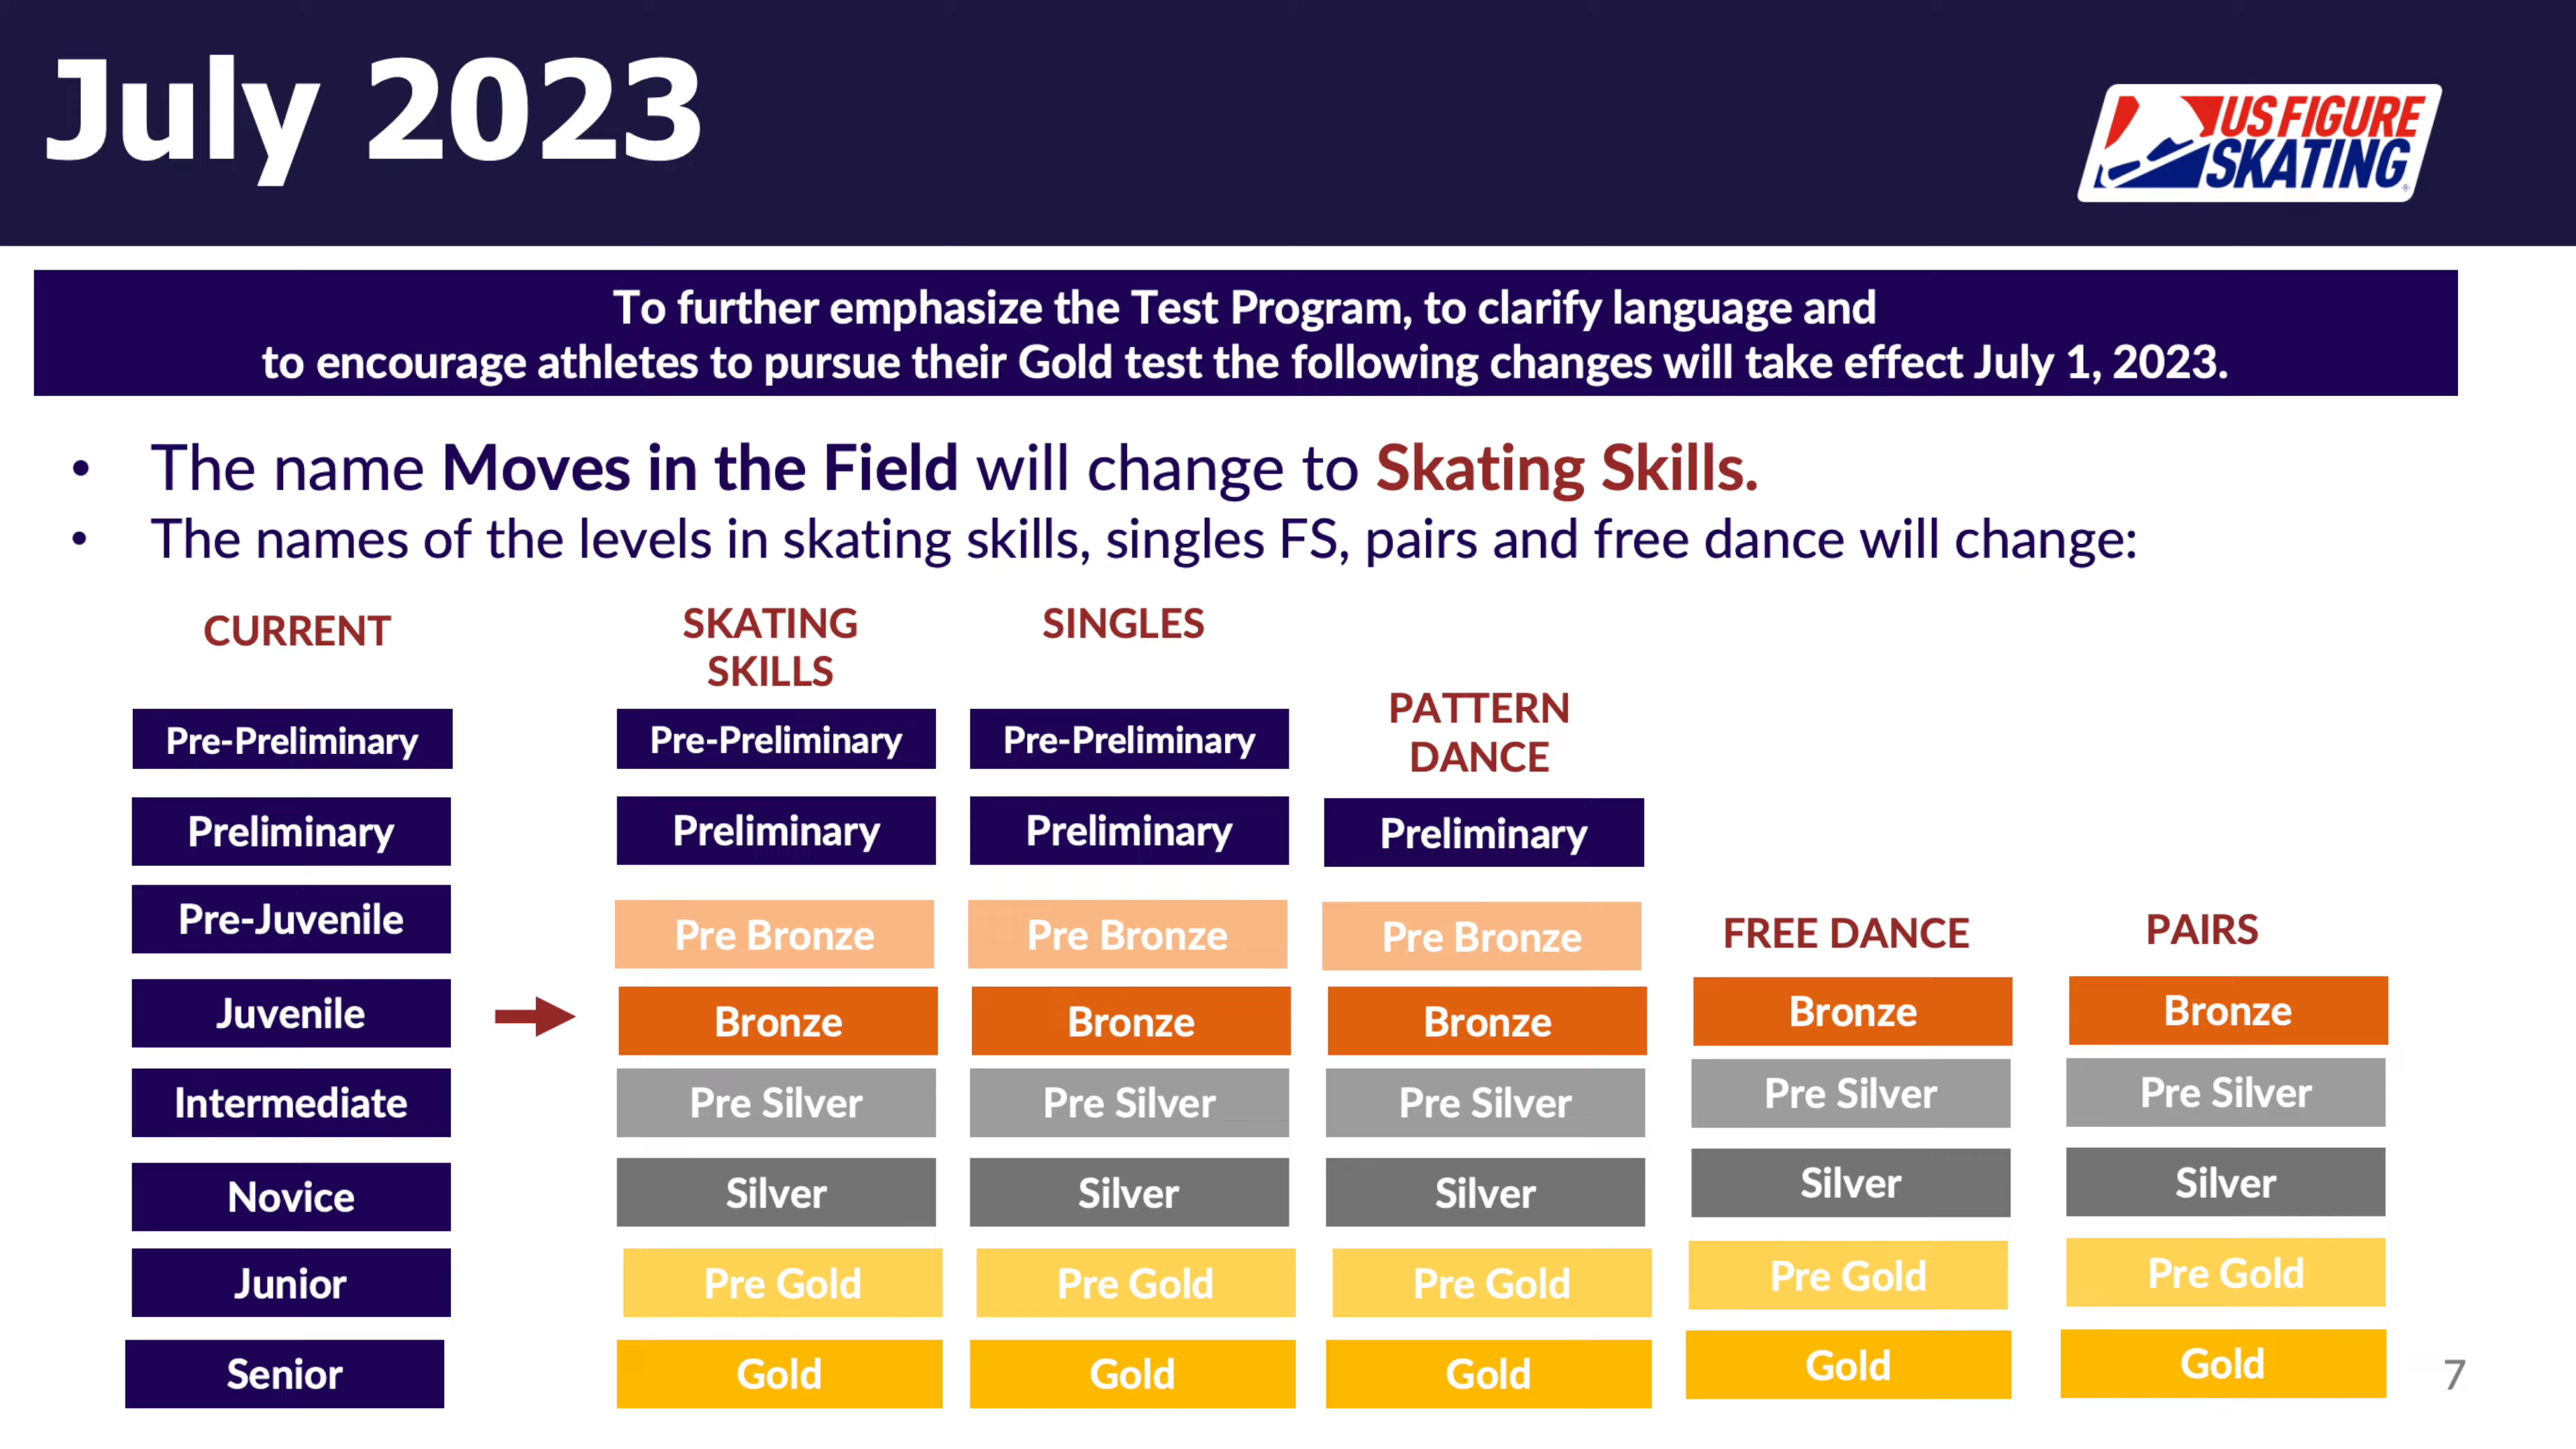 July 2023
US FIGURE
SKATING
To further emphasize the Test Program, to clarify language and
to encourage athletes to pursue their Gold test the following changes will take effect July 1, 2023.
• The name Moves in the Field will change to Skating Skills.
• The names of the levels in skating skills, singles FS, pairs and free dance will change:
CURRENT
Pre-Preliminary
Preliminary
Pre-Juvenile
Juvenile
Intermediate
Novice
Junior
Senior
SKATING
SKILLS
Pre-Preliminary
Preliminary
Pre Bronze
Bronze
Pre Silver
Silver
Pre Gold
Gold
SINGLES
Pre-Preliminary
Preliminary
Pre Bronze
Bronze
Pre Silver
Silver
Pre Gold
Gold
PATTERN
DANCE
Preliminary
Pre Bronze
Bronze
Pre Silver
Silver
Pre Gold
Gold
FREE DANCE
Bronze
Pre Silver
Silver
Pre Gold
Gold
PAIRS
Bronze
Pre Silver
Silver
Pre Gold
Gold
7